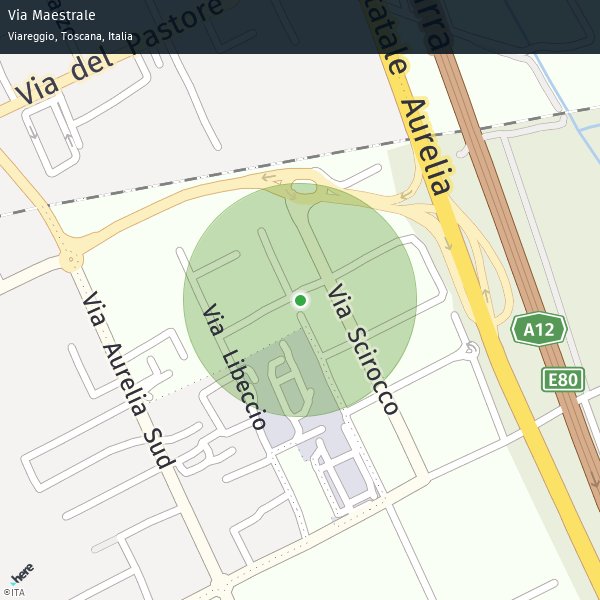 Via Maestrale
Viareggio, Toscana, Italia
Via del Pastore
Aurelia
Via Scirocco
Via Libeccio
Via Aurelia Sud
A12
E80
here
©ITA